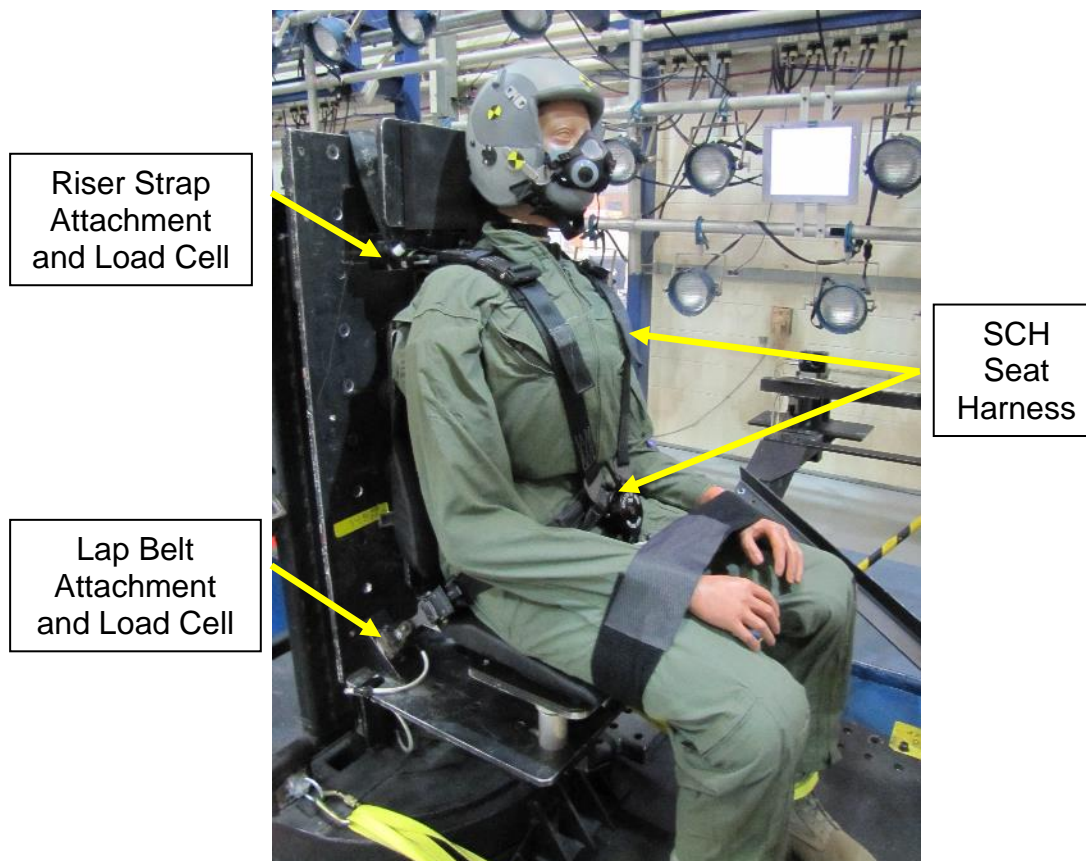 Riser Strap
Attachment
and Load Cell
SCH
Seat
Harness
Lap Belt
Attachment
and Load Cell